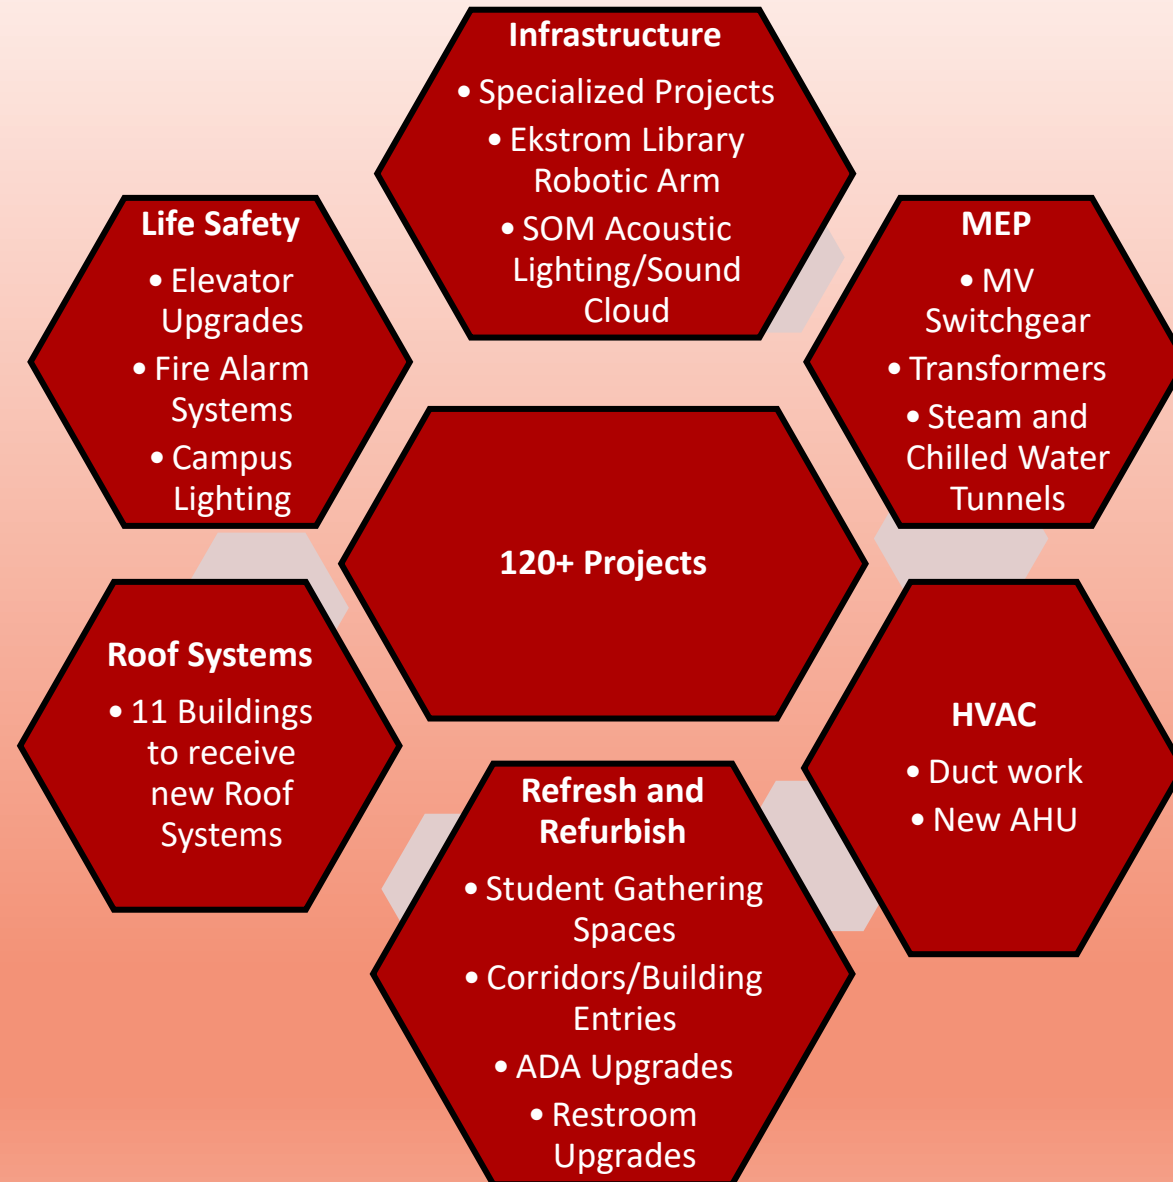 Infrastructure
• Specialized Projects
• Ekstrom Library
Robotic Arm
• SOM Acoustic
Lighting/Sound
Cloud
Life Safety
• Elevator
Upgrades
• Fire Alarm
Systems
• Campus
Lighting
MEP
• MV
Switchgear
• Transformers
• Steam and
Chilled Water
Tunnels
120+ Projects
Roof Systems
• 11 Buildings
to receive
new Roof
Systems
HVAC
• Duct work
• New AHU
Refresh and
Refurbish
• Student Gathering
Spaces
• Corridors/Building
Entries
• ADA Upgrades
• Restroom
Upgrades